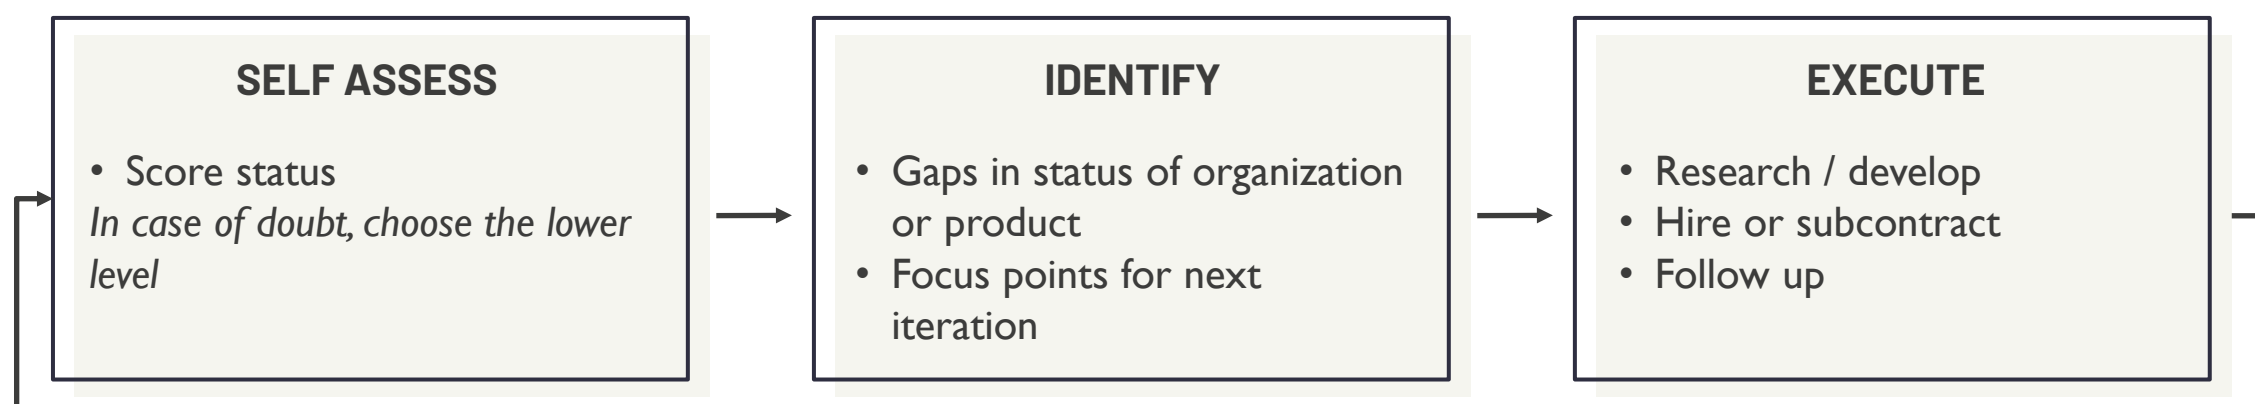 SELF ASSESS
• Score status
In case of doubt, choose the lower
level
IDENTIFY
• Gaps in status of organization
or product
• Focus points for next
iteration
EXECUTE
• Research / develop
• Hire or subcontract
• Follow up